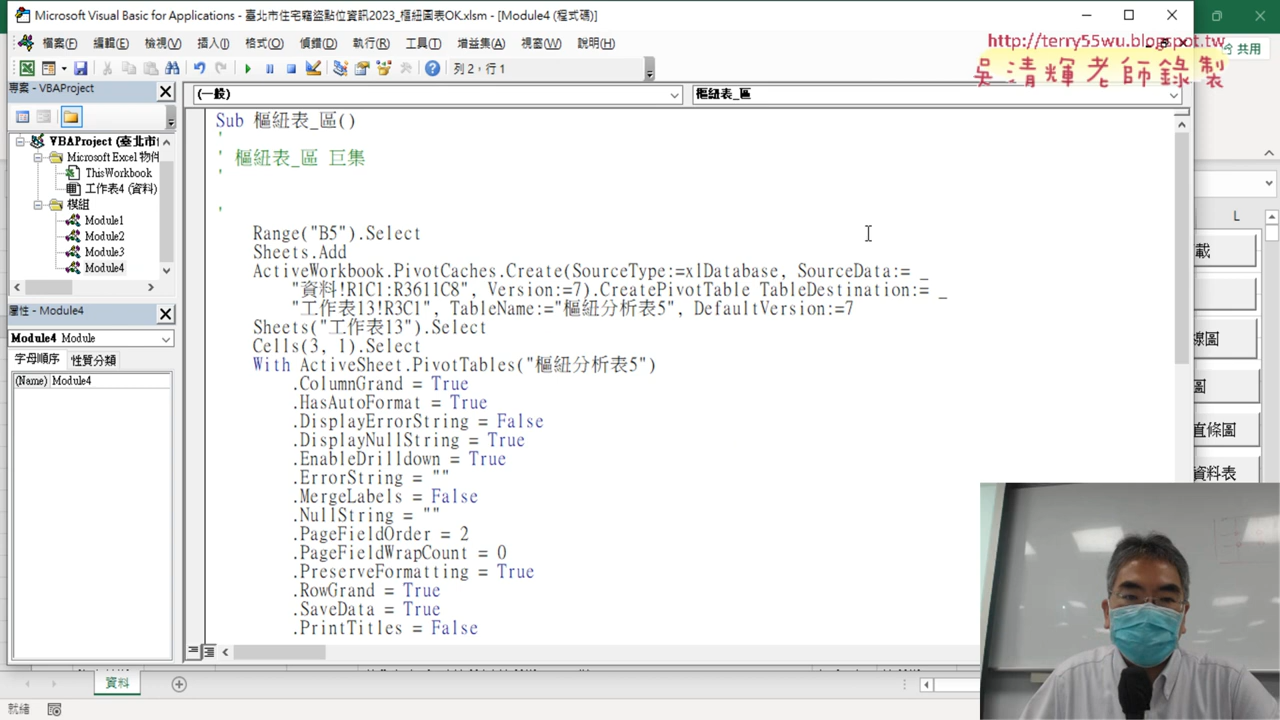 Microsoft Visual Basic for Applications - 臺北市住宅竊盜點位資訊2023_樞紐圖表OK.xlsm - [Module4 (程式碼)]
http://terry55wu.blogspot.tw
共用
吳清輝老師錄製
檔案(F) 編輯(E) 檢視(V) 插入(I) 格式(O) 偵錯(D) 執行(R) 工具(T) 增益集(A) 視窗(W) 說明(H)
列 2，行 1
專案 - VBAProject
(一般)
樞紐表_區
VBAProject (臺北市
Microsoft Excel 物件
ThisWorkbook
工作表4 (資料)
模組
Module1
Module2
Module3
Module4
屬性 - Module4
Module4 Module
字母順序 性質分類
(Name) Module4
Sub 樞紐表_區()
'
' 樞紐表_區 巨集
'
'
Range("B5").Select
Sheets.Add
ActiveWorkbook.PivotCaches.Create(SourceType:=xlDatabase, SourceData:= _
"資料!R1C1:R3611C8", Version:=7).CreatePivotTable TableDestination:= _
"工作表13!R3C1", TableName:="樞紐分析表5", DefaultVersion:=7
Sheets("工作表13").Select
Cells(3, 1).Select
With ActiveSheet.PivotTables("樞紐分析表5")
.ColumnGrand = True
.HasAutoFormat = True
.DisplayErrorString = False
.DisplayNullString = True
.EnableDrilldown = True
.ErrorString = ""
.MergeLabels = False
.NullString = ""
.PageFieldOrder = 2
.PageFieldWrapCount = 0
.PreserveFormatting = True
.RowGrand = True
.SaveData = True
.PrintTitles = False
L
載
線圖
圖
直條圖
資料表
資料
就緒